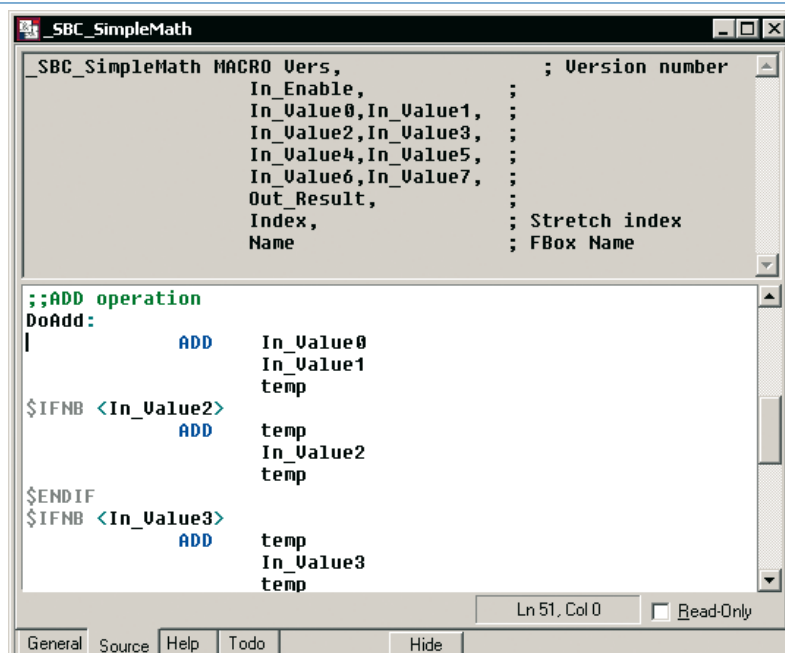 _SBC_SimpleMath
_SBC_SimpleMath MACRO Vers, ; Version number
In_Enable, ;
In_Value0,In_Value1, ;
In_Value2,In_Value3, ;
In_Value4,In_Value5, ;
In_Value6,In_Value7, ;
Out_Result, ;
Index, ; Stretch index
Name ; FBox Name
;;ADD operation
DoAdd:
ADD In_Value0
In_Value1
temp
$IFNB <In_Value2>
ADD temp
In_Value2
temp
$ENDIF
$IFNB <In_Value3>
ADD temp
In_Value3
temp
Ln 51, Col 0 Read-Only
General Source Help Todo Hide